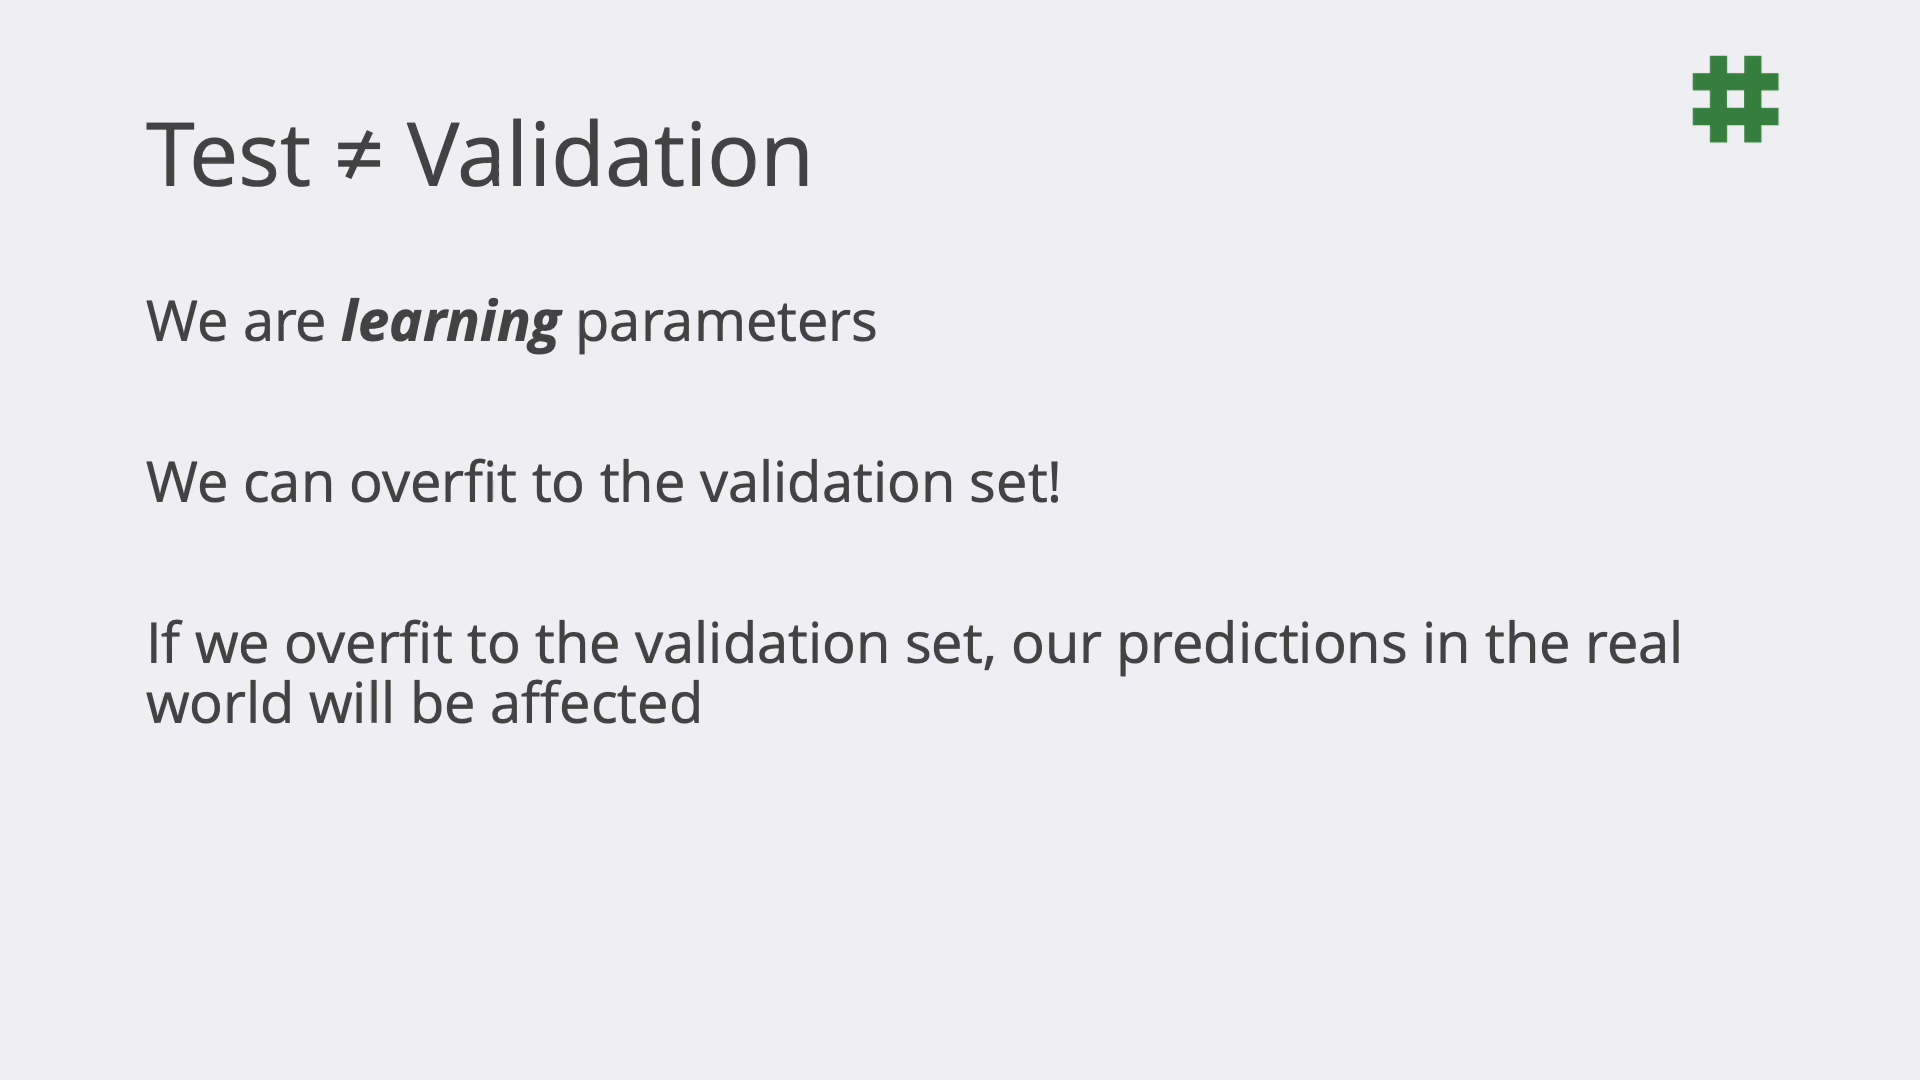 Test ≠ Validation
We are learning parameters
We can overfit to the validation set!
If we overfit to the validation set, our predictions in the real
world will be affected